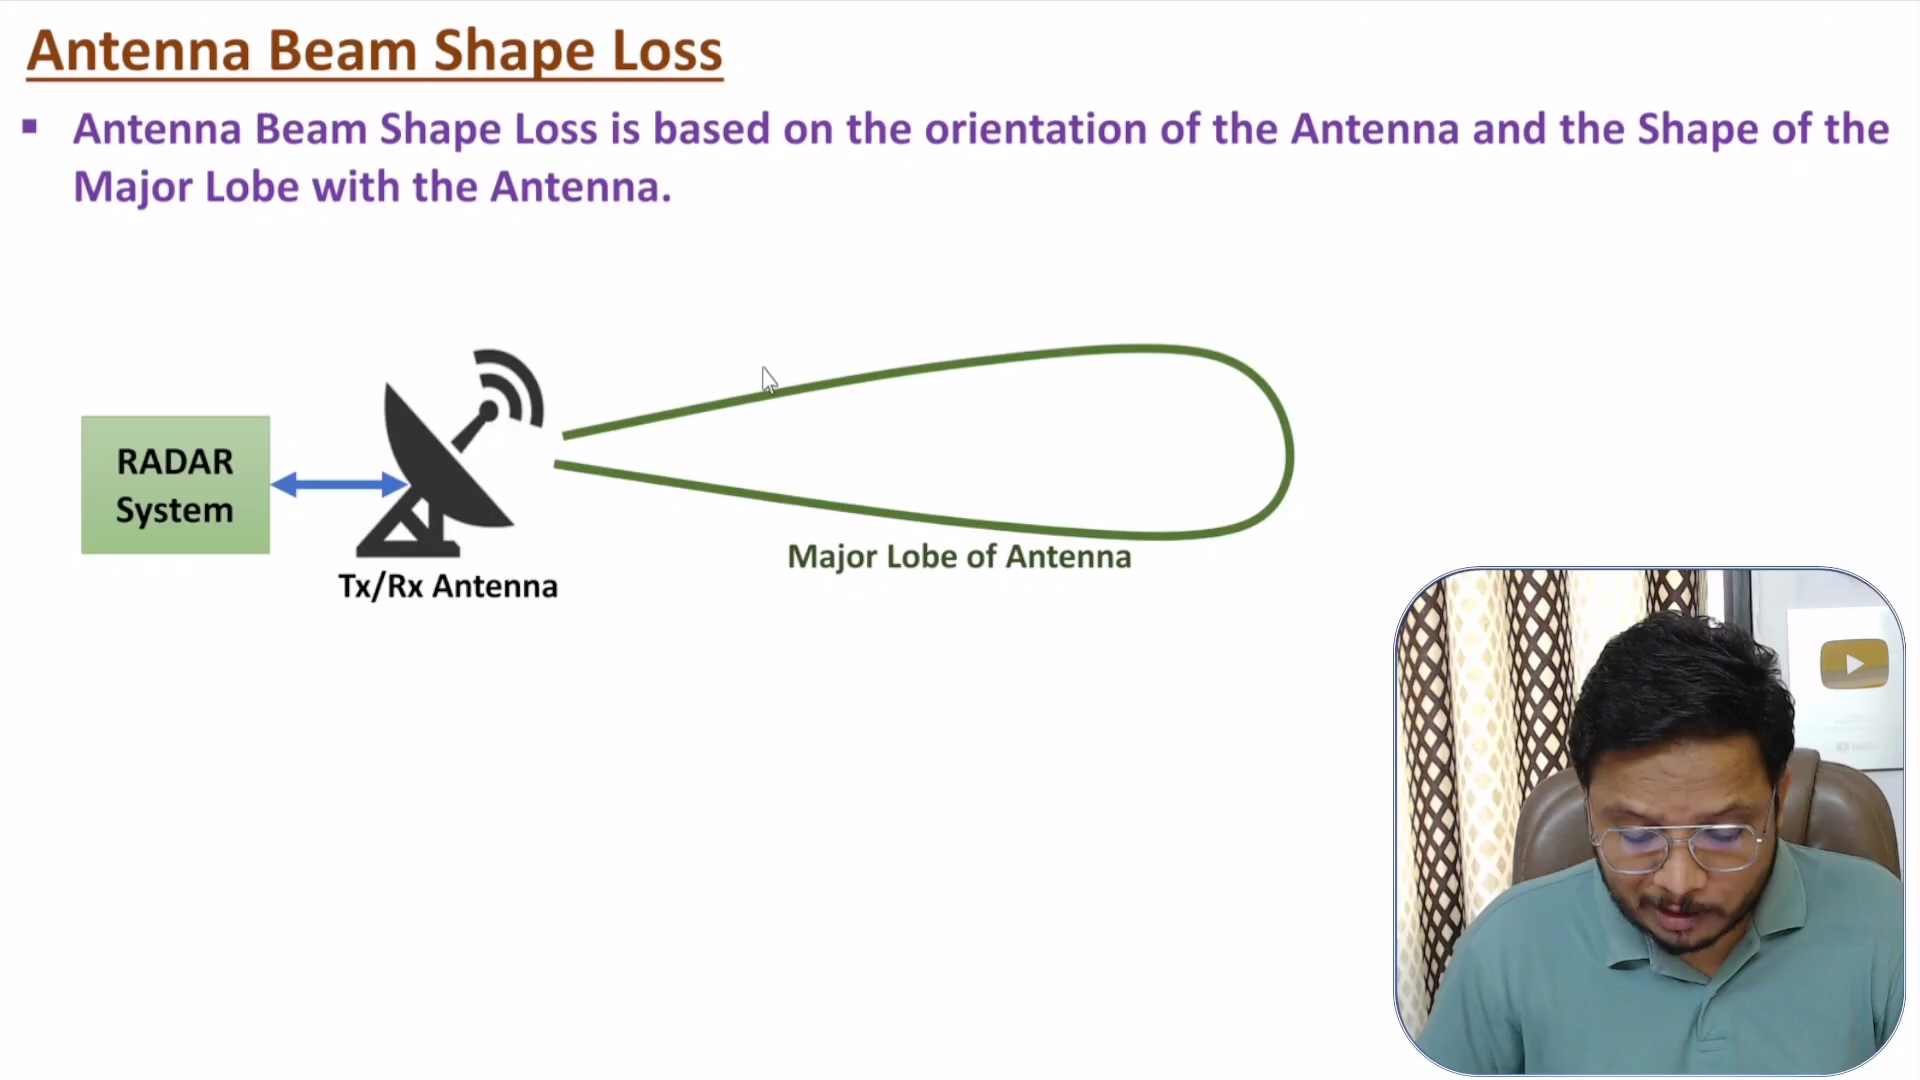 Antenna Beam Shape Loss
▪ Antenna Beam Shape Loss is based on the orientation of the Antenna and the Shape of the
Major Lobe with the Antenna.
RADAR
System
Tx/Rx Antenna
Major Lobe of Antenna